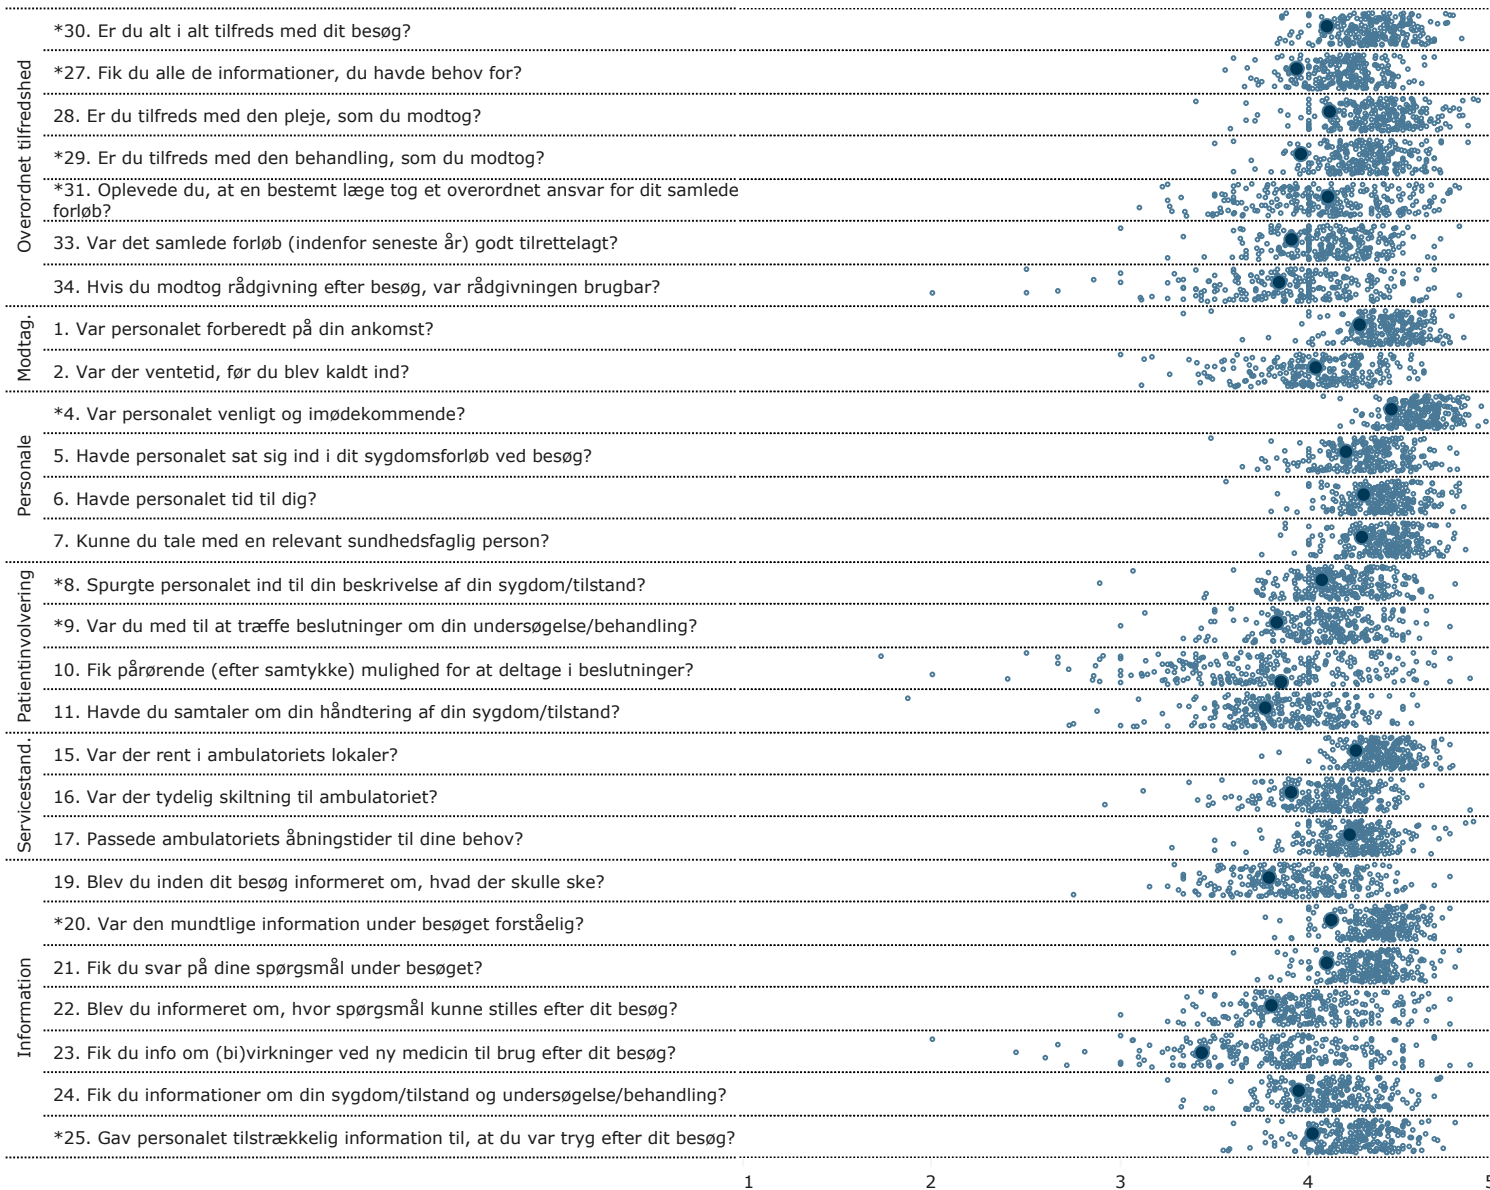 Overordnet tilfredshed
*30. Er du alt i alt tilfreds med dit besøg?
*27. Fik du alle de informationer, du havde behov for?
28. Er du tilfreds med den pleje, som du modtog?
*29. Er du tilfreds med den behandling, som du modtog?
*31. Oplevede du, at en bestemt læge tog et overordnet ansvar for dit samlede
forløb?
33. Var det samlede forløb (indenfor seneste år) godt tilrettelagt?
34. Hvis du modtog rådgivning efter besøg, var rådgivningen brugbar?
Modtag.
1. Var personalet forberedt på din ankomst?
2. Var der ventetid, før du blev kaldt ind?
Personale
*4. Var personalet venligt og imødekommende?
5. Havde personalet sat sig ind i dit sygdomsforløb ved besøg?
6. Havde personalet tid til dig?
7. Kunne du tale med en relevant sundhedsfaglig person?
Patientinvolvering
*8. Spurgte personalet ind til din beskrivelse af din sygdom/tilstand?
*9. Var du med til at træffe beslutninger om din undersøgelse/behandling?
10. Fik pårørende (efter samtykke) mulighed for at deltage i beslutninger?
11. Havde du samtaler om din håndtering af din sygdom/tilstand?
Servicestand.
15. Var der rent i ambulatoriets lokaler?
16. Var der tydelig skiltning til ambulatoriet?
17. Passede ambulatoriets åbningstider til dine behov?
Information
19. Blev du inden dit besøg informeret om, hvad der skulle ske?
*20. Var den mundtlige information under besøget forståelig?
21. Fik du svar på dine spørgsmål under besøget?
22. Blev du informeret om, hvor spørgsmål kunne stilles efter dit besøg?
23. Fik du info om (bi)virkninger ved ny medicin til brug efter dit besøg?
24. Fik du informationer om din sygdom/tilstand og undersøgelse/behandling?
*25. Gav personalet tilstrækkelig information til, at du var tryg efter dit besøg?
1 2 3 4 5